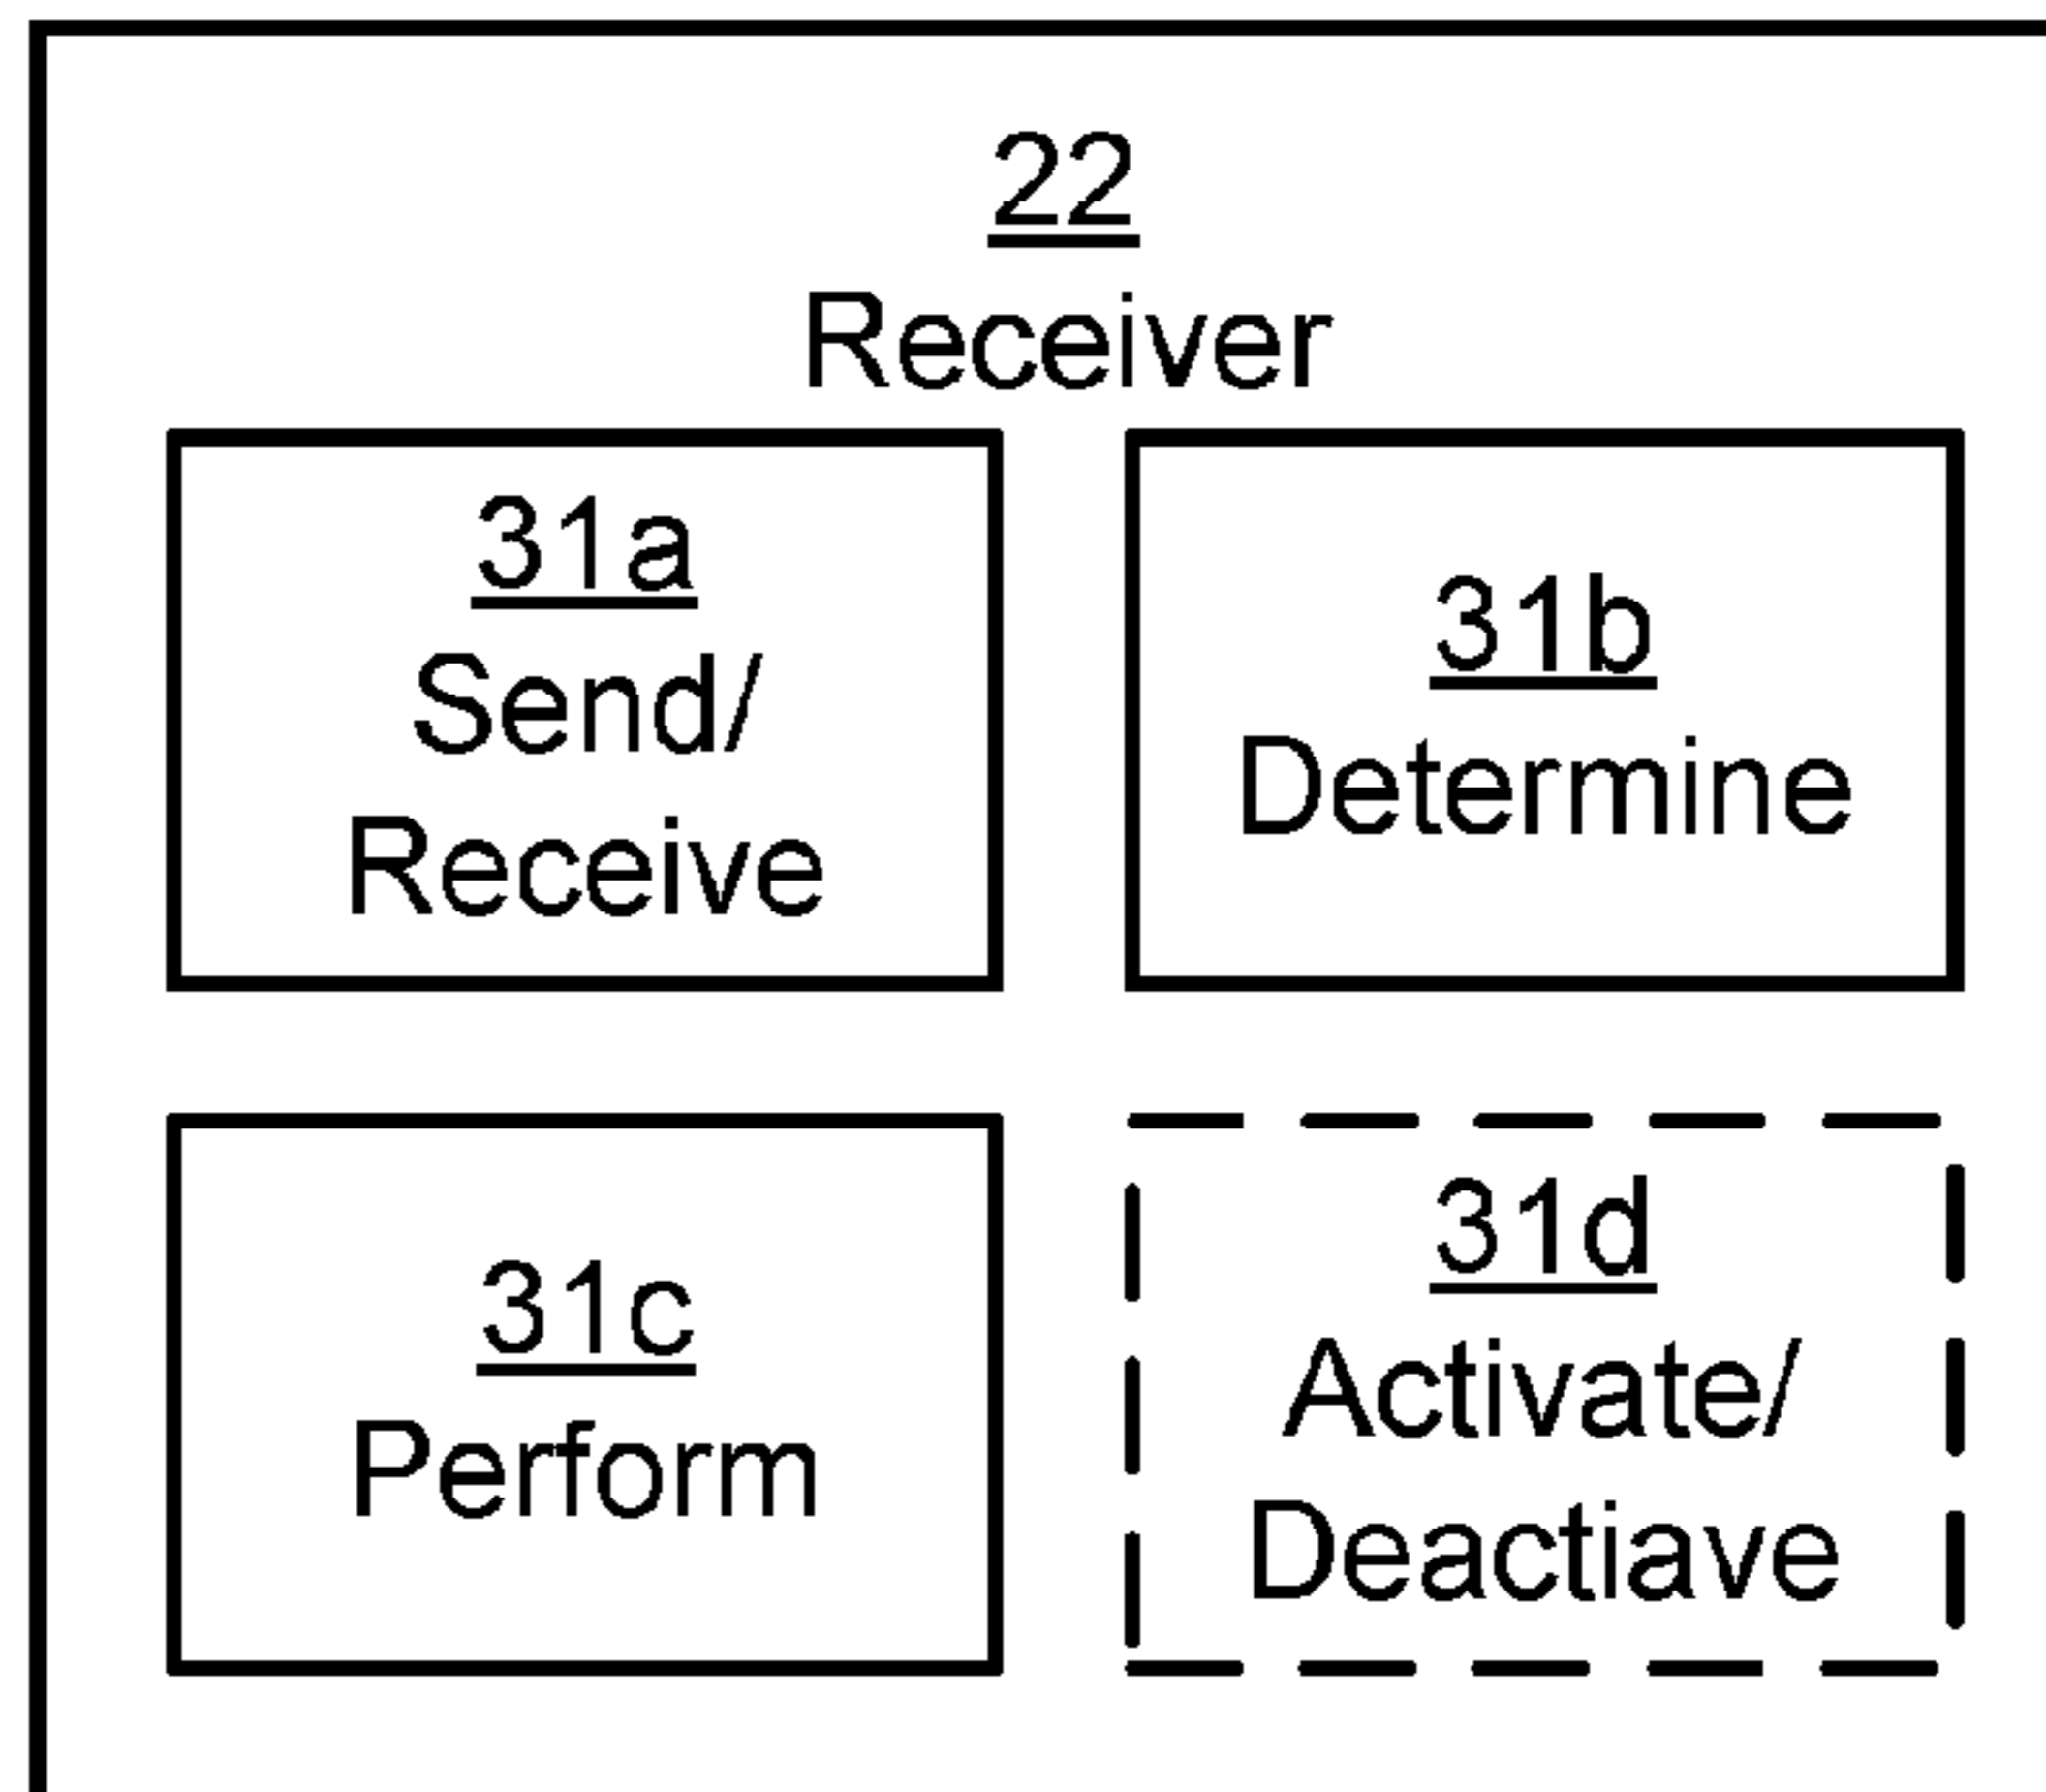 22
Receiver
31a
Send/
Receive
31b
Determine
31c
Perform
31d
Activate/
Deactiave